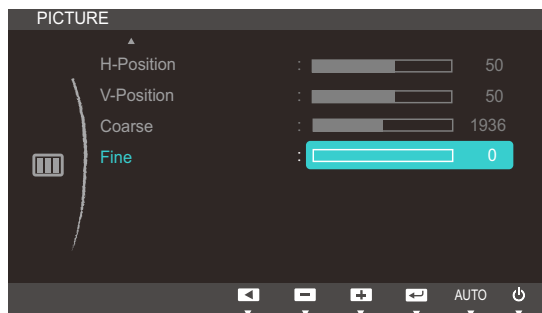 PICTURE
H-Position : 50
V-Position : 50
Coarse : 1936
Fine : 0
AUTO